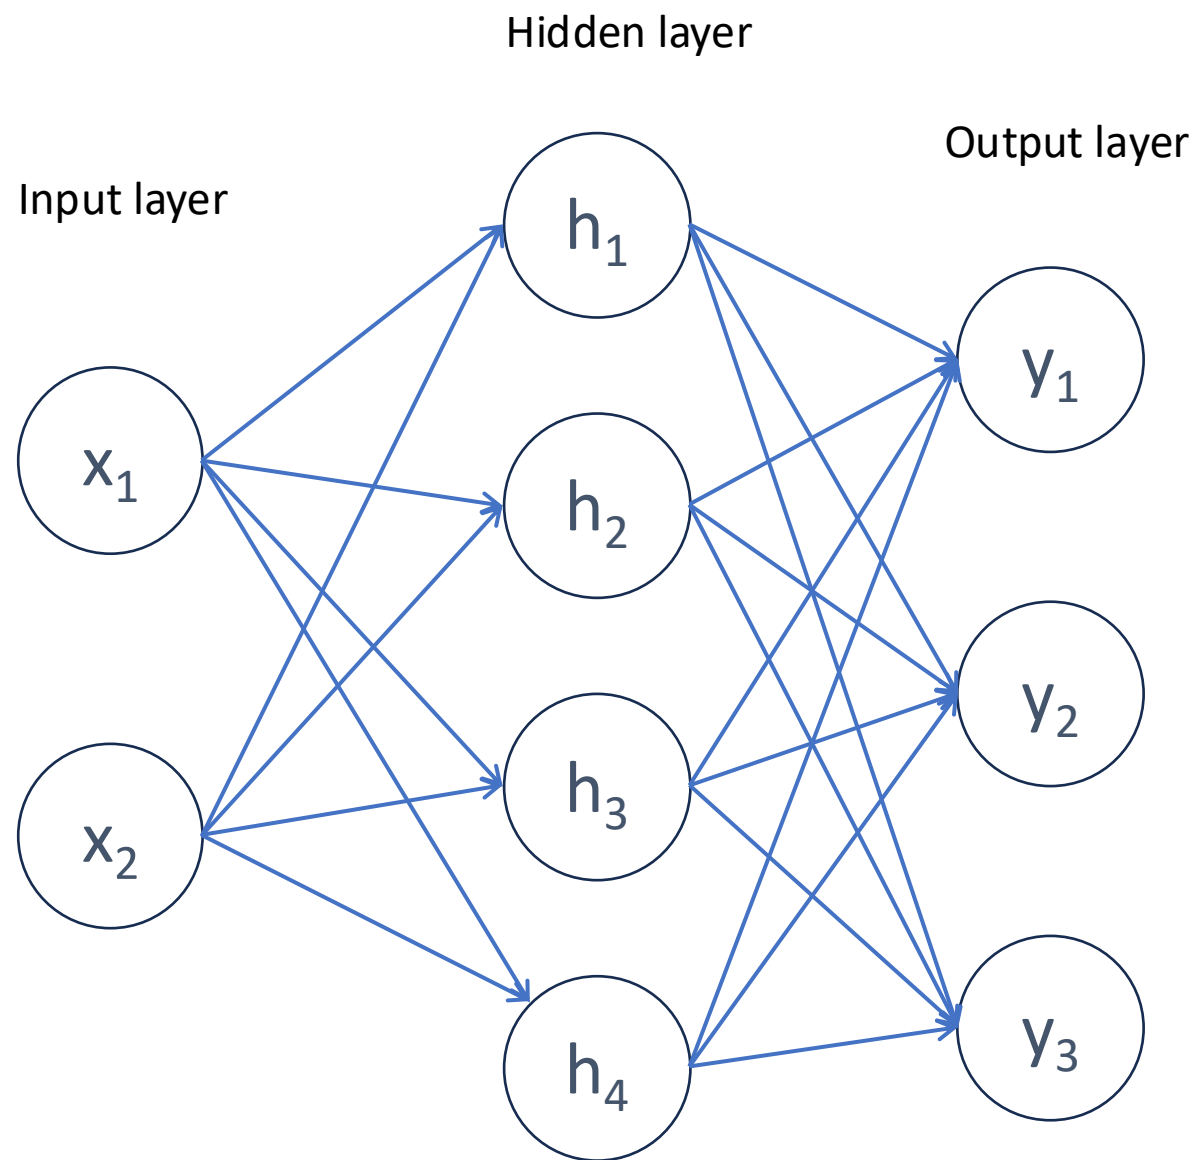 Hidden layer
Output layer
Input layer
h₁
y₁
x₁
h₂
y₂
h₃
x₂
y₃
h₄